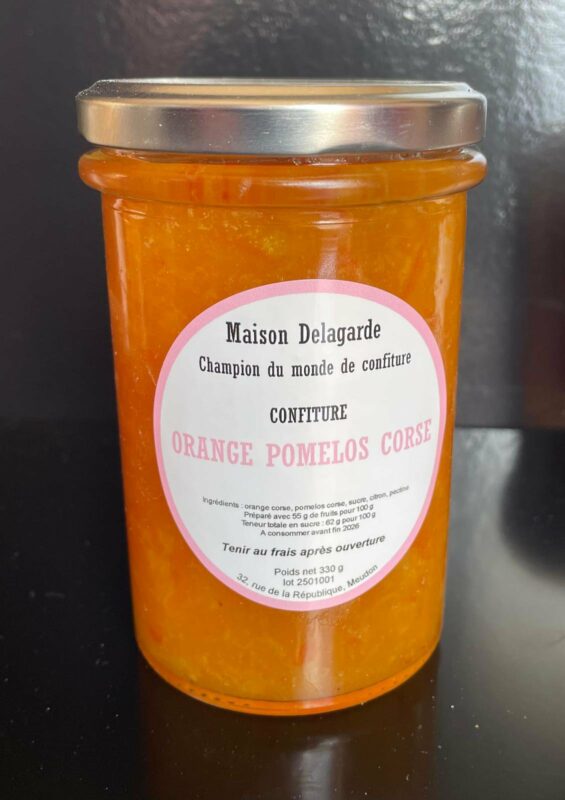 Maison Delagarde
Champion du monde de confiture
CONFITURE
ORANGE POMELOS CORSE
Ingrédients : orange corse, pomelos corse, sucre, citron, pectine
Préparé avec 55 g de fruits pour 100 g
Teneur totale en sucre : 62 g pour 100 g
A consommer avant fin 2026
Tenir au frais après ouverture
Poids net 330 g
lot 2501001
32, rue de la République, Meudon